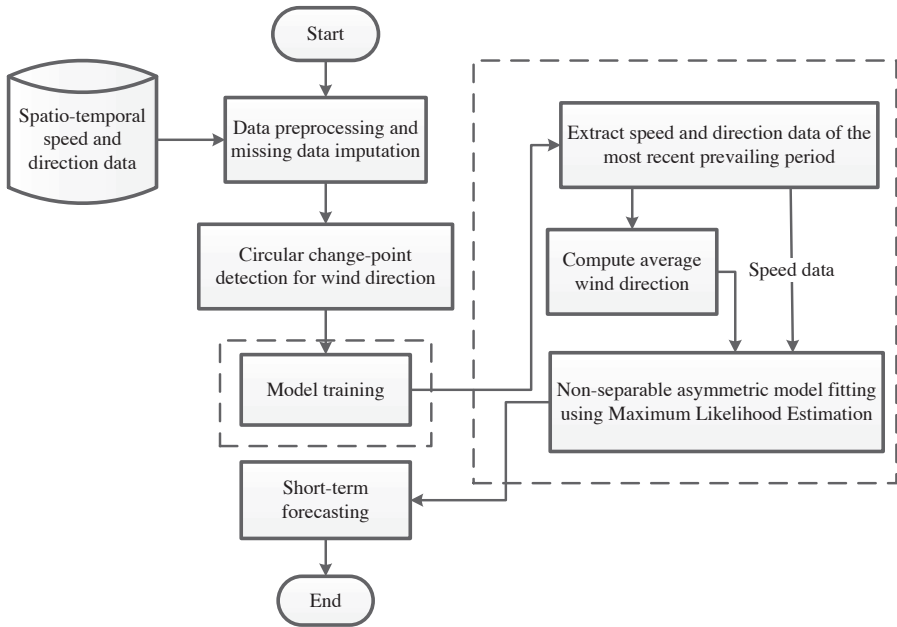 Start
Spatio-temporal
speed and
direction data
Data preprocessing and
missing data imputation
Circular change-point
detection for wind direction
Model training
Extract speed and direction data of the
most recent prevailing period
Compute average
wind direction
Speed data
Non-separable asymmetric model fitting
using Maximum Likelihood Estimation
Short-term
forecasting
End